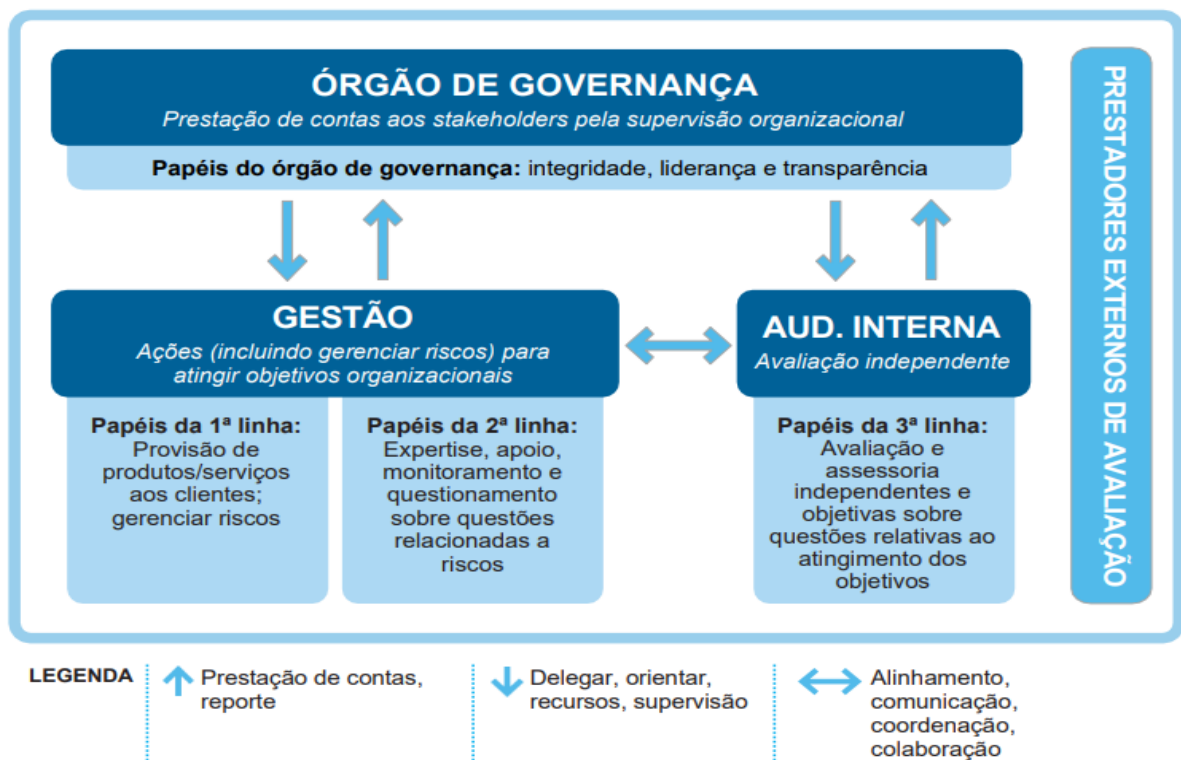 ÓRGÃO DE GOVERNANÇA
Prestação de contas aos stakeholders pela supervisão organizacional
Papéis do órgão de governança: integridade, liderança e transparência
GESTÃO
Ações (incluindo gerenciar riscos) para
atingir objetivos organizacionais
Papéis da 1ª linha:
Provisão de
produtos/serviços
aos clientes;
gerenciar riscos
Papéis da 2ª linha:
Expertise, apoio,
monitoramento e
questionamento
sobre questões
relacionadas a
riscos
AUD. INTERNA
Avaliação independente
Papéis da 3ª linha:
Avaliação e
assessoria
independentes e
objetivas sobre
questões relativas ao
atingimento dos
objetivos
PRESTADORES EXTERNOS DE AVALIAÇÃO
LEGENDA
Prestação de contas,
reporte
Delegar, orientar,
recursos, supervisão
Alinhamento,
comunicação,
coordenação,
colaboração